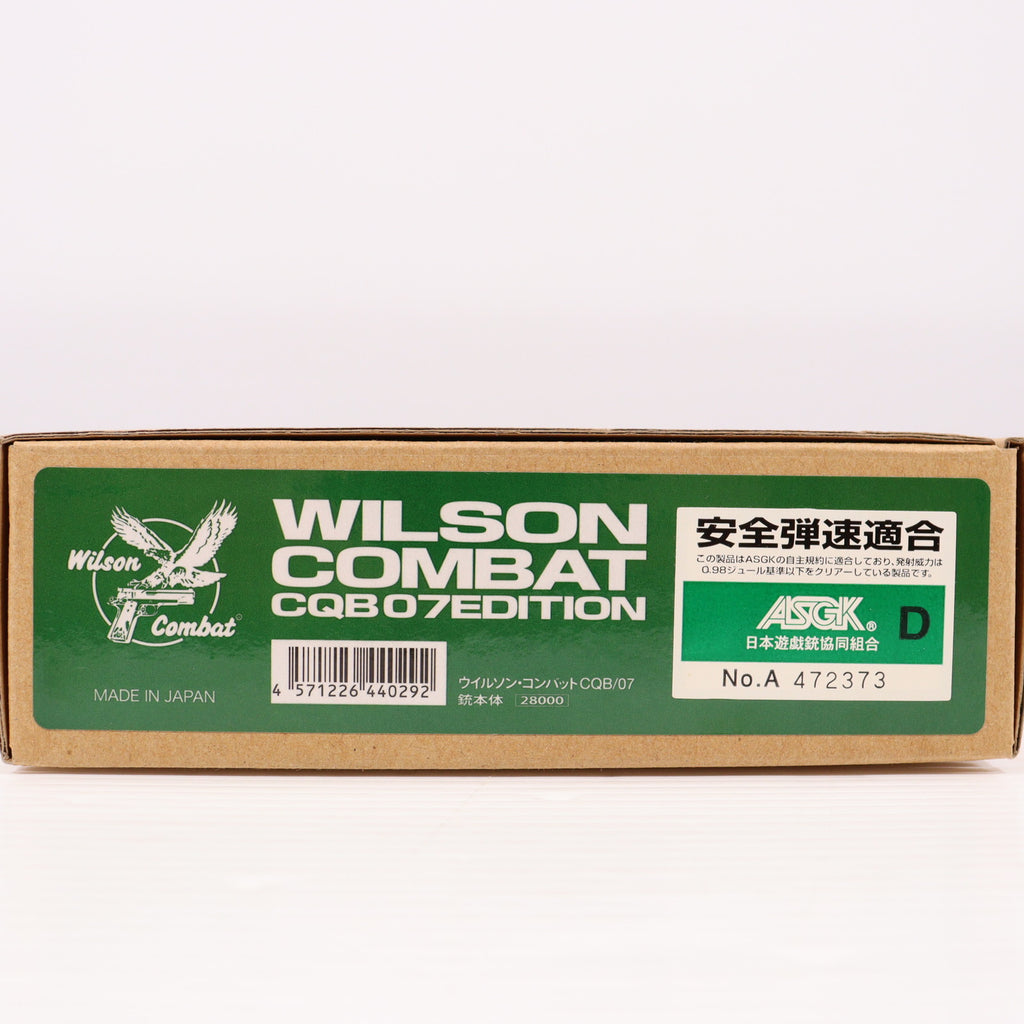 Wilson
Combat
©
MADE IN JAPAN
WILSON
COMBAT
CQB 07EDITION
4 571226 440292
ウイルソン・コンバットCQB/07
銃本体 28000
安全弾速適合
この製品はASGKの自主規約に適合しており、発射威力は
0.98ジュール基準以下をクリアーしている製品です。
ASGK® D
日本遊戯銃協同組合
No.A 472373